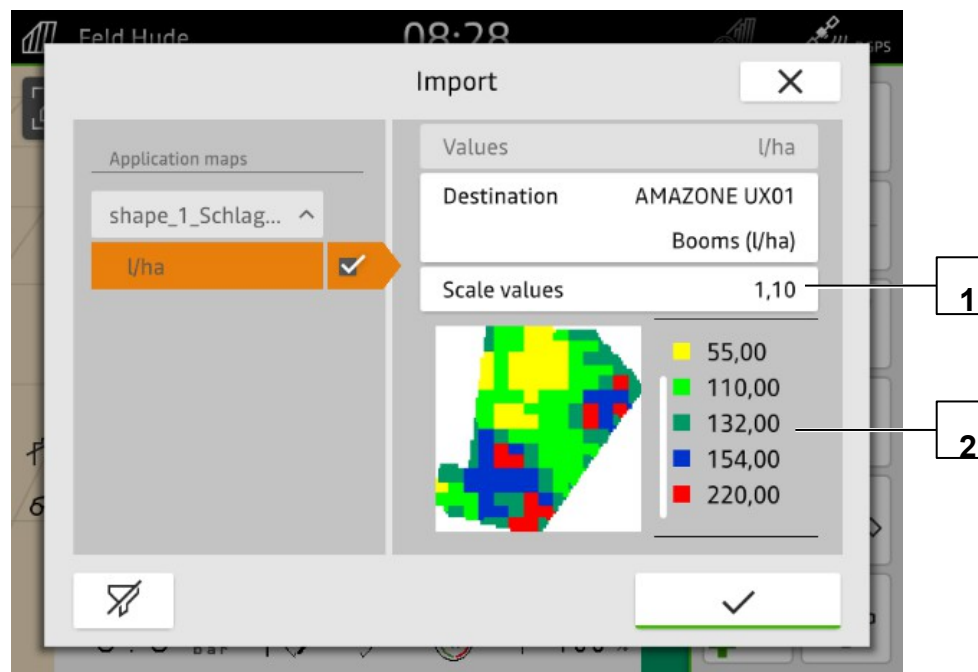 Feld Hude 08:28 GPS
Import
Application maps
shape_1_Schlag...
l/ha
Values l/ha
Destination AMAZONE UX01
Booms (l/ha)
Scale values 1,10
1
55,00
110,00
132,00
2
154,00
220,00